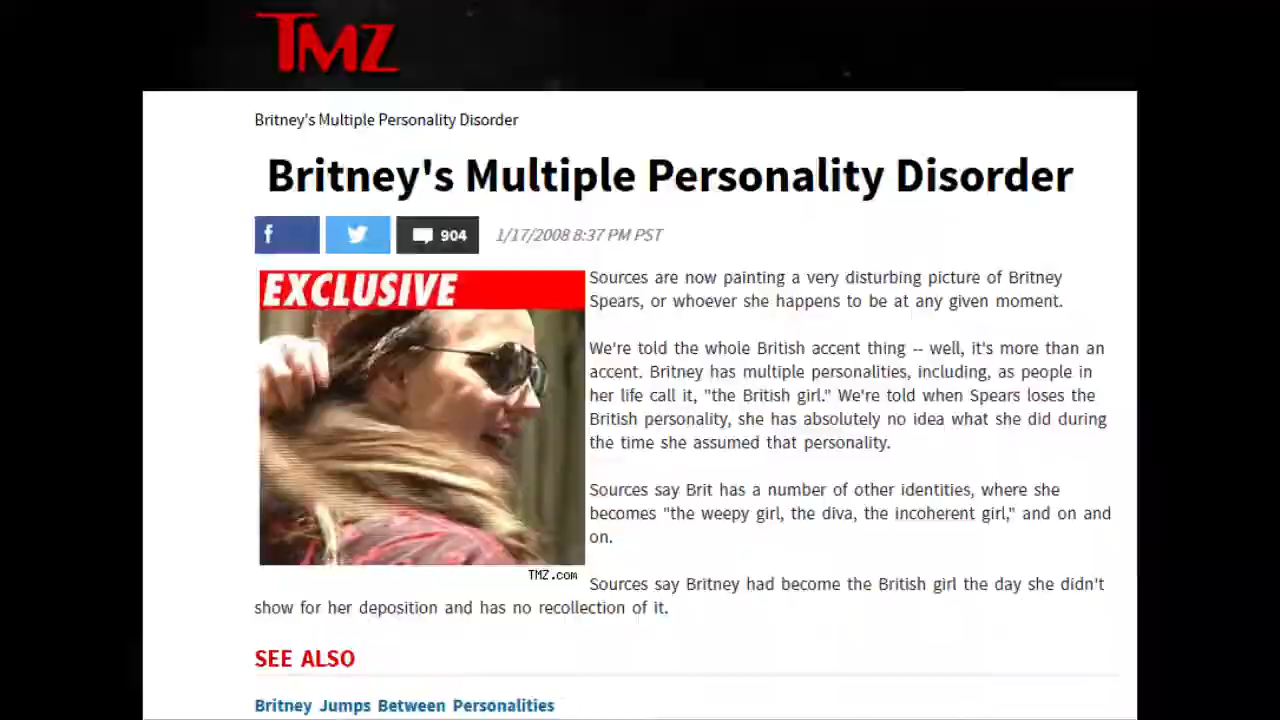 TMZ
Britney's Multiple Personality Disorder
Britney's Multiple Personality Disorder
f
904
1/17/2008 8:37 PM PST
EXCLUSIVE
TMZ.com
Sources are now painting a very disturbing picture of Britney
Spears, or whoever she happens to be at any given moment.
We're told the whole British accent thing -- well, it's more than an
accent. Britney has multiple personalities, including, as people in
her life call it, "the British girl." We're told when Spears loses the
British personality, she has absolutely no idea what she did during
the time she assumed that personality.
Sources say Brit has a number of other identities, where she
becomes "the weepy girl, the diva, the incoherent girl," and on and
on.
Sources say Britney had become the British girl the day she didn't
show for her deposition and has no recollection of it.
SEE ALSO
Britney Jumps Between Personalities